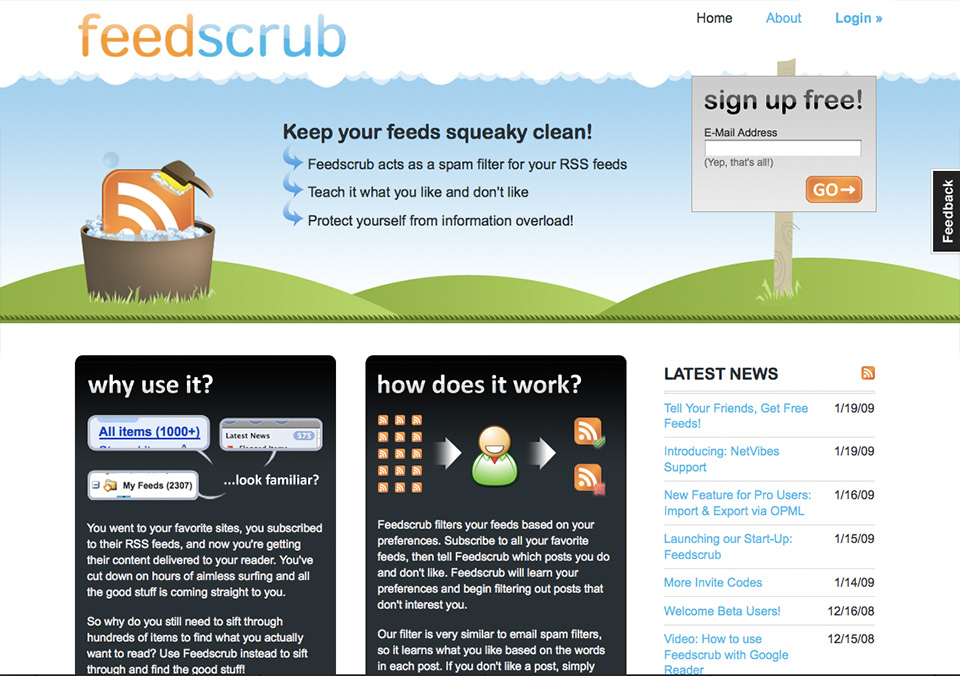 feedscrub
Home About Login »
sign up free!
E-Mail Address
(Yep, that's all!)
GO→
Feedback
Keep your feeds squeaky clean!
Feedscrub acts as a spam filter for your RSS feeds
Teach it what you like and don't like
Protect yourself from information overload!
why use it?
All items (1000+)
Latest News 575
My Feeds (2307)
...look familiar?
You went to your favorite sites, you subscribed
to their RSS feeds, and now you're getting
their content delivered to your reader. You've
cut down on hours of aimless surfing and all
the good stuff is coming straight to you.
So why do you still need to sift through
hundreds of items to find what you actually
want to read? Use Feedscrub instead to sift
through and find the good stuff!
how does it work?
Feedscrub filters your feeds based on your
preferences. Subscribe to all your favorite
feeds, then tell Feedscrub which posts you do
and don't like. Feedscrub will learn your
preferences and begin filtering out posts that
don't interest you.
Our filter is very similar to email spam filters,
so it learns what you like based on the words
in each post. If you don't like a post, simply
LATEST NEWS
Tell Your Friends, Get Free 1/19/09
Feeds!
Introducing: NetVibes 1/19/09
Support
New Feature for Pro Users: 1/16/09
Import & Export via OPML
Launching our Start-Up: 1/15/09
Feedscrub
More Invite Codes 1/14/09
Welcome Beta Users! 12/16/08
Video: How to use 12/15/08
Feedscrub with Google
Reader